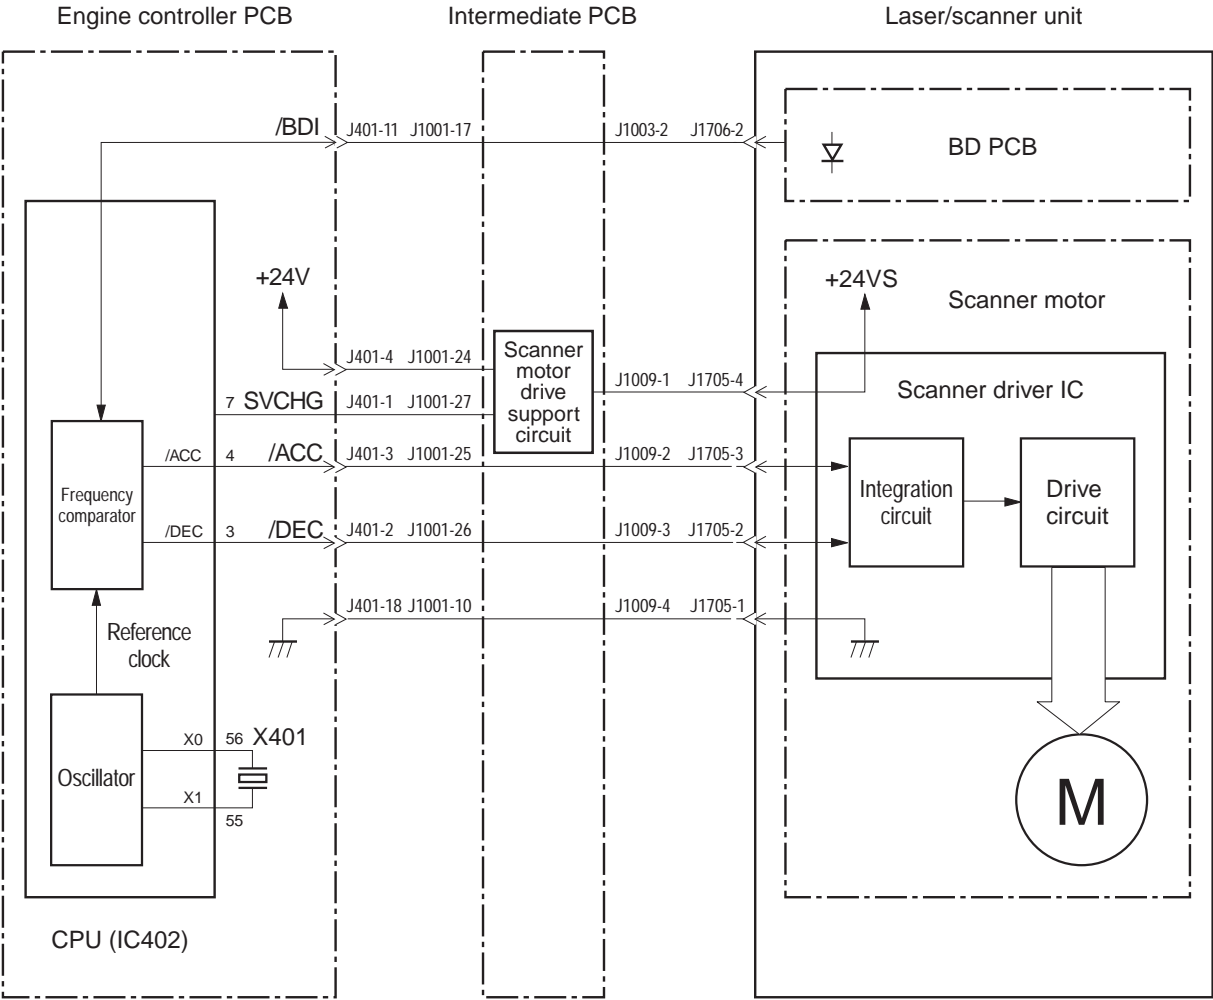 Engine controller PCB
Intermediate PCB
Laser/scanner unit
/BDI
J401-11 J1001-17
J1003-2 J1706-2
BD PCB
+24V
+24VS
Scanner motor
J401-4 J1001-24
Scanner
motor
drive
support
circuit
J1009-1 J1705-4
Scanner driver IC
7 SVCHG
J401-1 J1001-27
/ACC 4 /ACC
J401-3 J1001-25
J1009-2 J1705-3
Frequency
comparator
Integration
circuit
Drive
circuit
/DEC 3 /DEC
J401-2 J1001-26
J1009-3 J1705-2
J401-18 J1001-10
J1009-4 J1705-1
Reference
clock
Oscillator
X0 56 X401
X1
55
M
CPU (IC402)